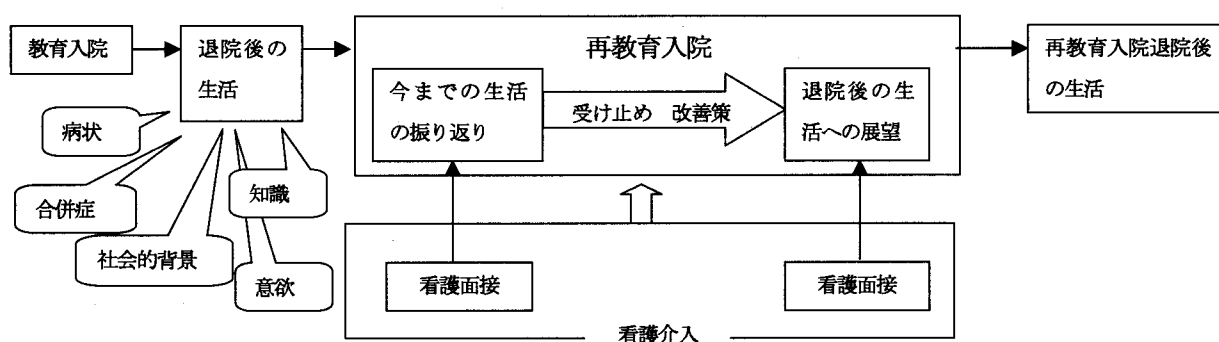 教育入院
退院後の
生活
再教育入院
今までの生活
の振り返り
受け止め 改善策
退院後の生
活への展望
再教育入院退院後
の生活
病状
合併症
社会的背景
意欲
知識
看護面接
看護面接
看護介入